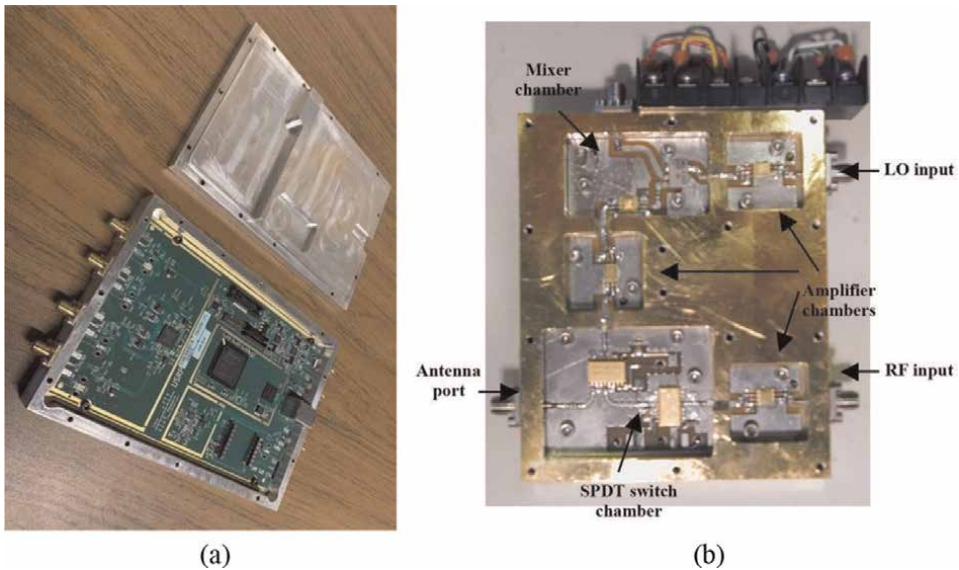 Mixer
chamber
LO input
Amplifier
chambers
Antenna
port
RF input
SPDT switch
chamber
(a)
(b)